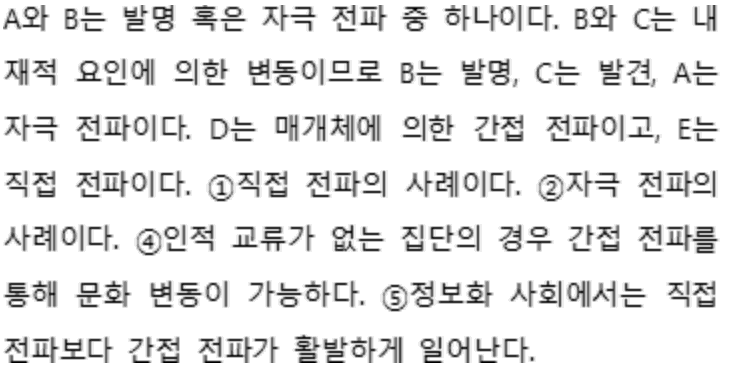 A와 B는 발명 혹은 자극 전파 중 하나이다. B와 C는 내
재적 요인에 의한 변동이므로 B는 발명, C는 발견, A는
자극 전파이다. D는 매개체에 의한 간접 전파이고, E는
직접 전파이다. ①직접 전파의 사례이다. ②자극 전파의
사례이다. ④인적 교류가 없는 집단의 경우 간접 전파를
통해 문화 변동이 가능하다. ⑤정보화 사회에서는 직접
전파보다 간접 전파가 활발하게 일어난다.